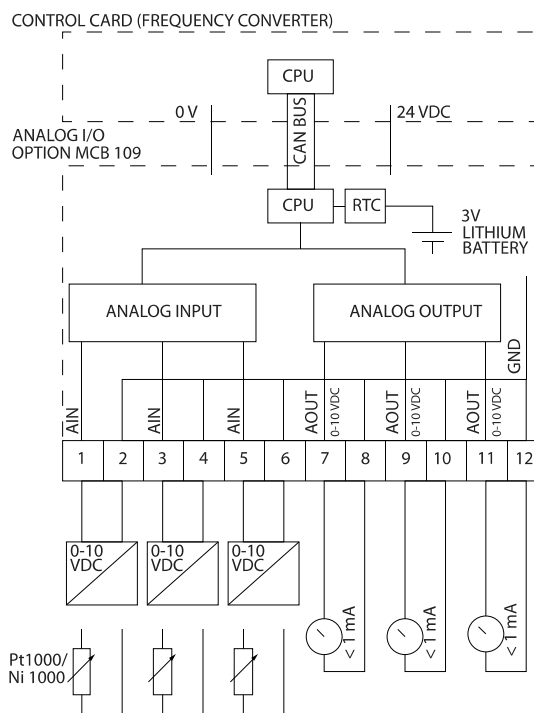 CONTROL CARD (FREQUENCY CONVERTER)
CPU
0 V
CAN BUS
24 VDC
ANALOG I/O
OPTION MCB 109
CPU
RTC
3V
LITHIUM
BATTERY
ANALOG INPUT
ANALOG OUTPUT
GND
AIN
AIN
AIN
AOUT
0-10 VDC
AOUT
0-10 VDC
AOUT
0-10 VDC
1 2 3 4 5 6 7 8 9 10 11 12
0-10
VDC
0-10
VDC
0-10
VDC
< 1 mA
< 1 mA
< 1 mA
Pt1000/
Ni 1000